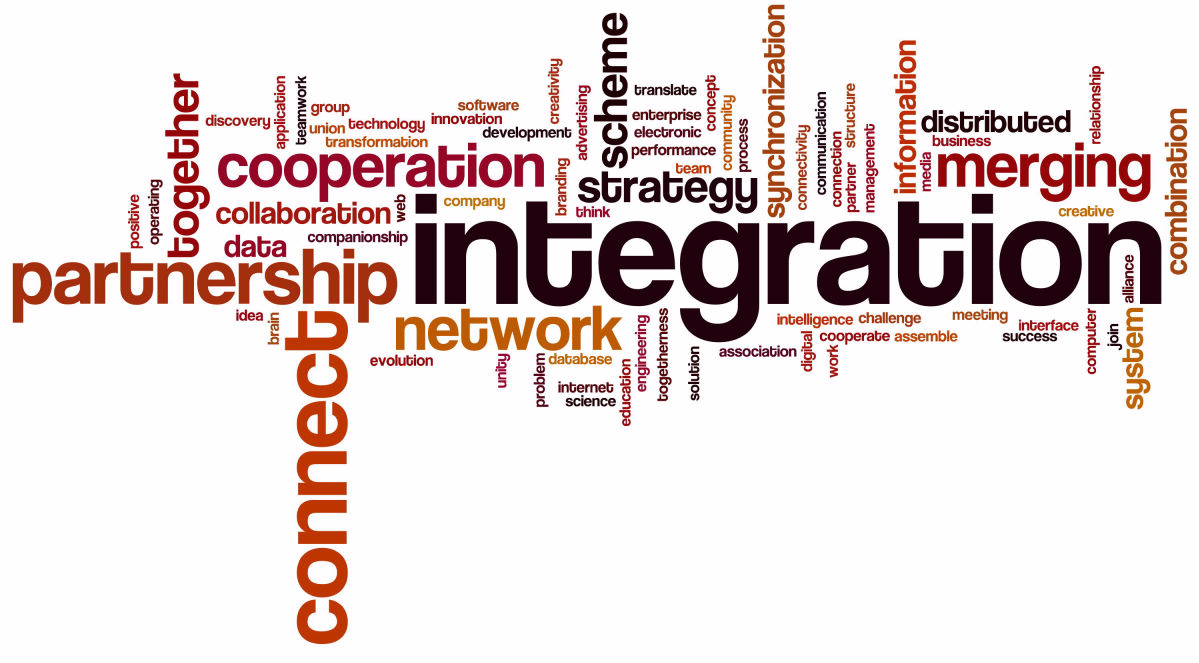 scheme
synchronization
information
together
application
teamwork
group
discovery
union
technology
transformation
software
innovation
development
creativity
advertising
translate
enterprise
electronic
performance
concept
community
process
team
connectivity
communication
structure
connection
partner
management
distributed
business
media
merging
relationship
combination
cooperation
branding
strategy
think
positive
operating
collaboration
web
company
creative
data
companionship
integration
partnership
alliance
idea
brain
connect
network
evolution
unity
problem
database
internet
science
education
engineering
togetherness
solution
association
intelligence
challenge
digital
work
cooperate
assemble
meeting
interface
success
computer
join
system